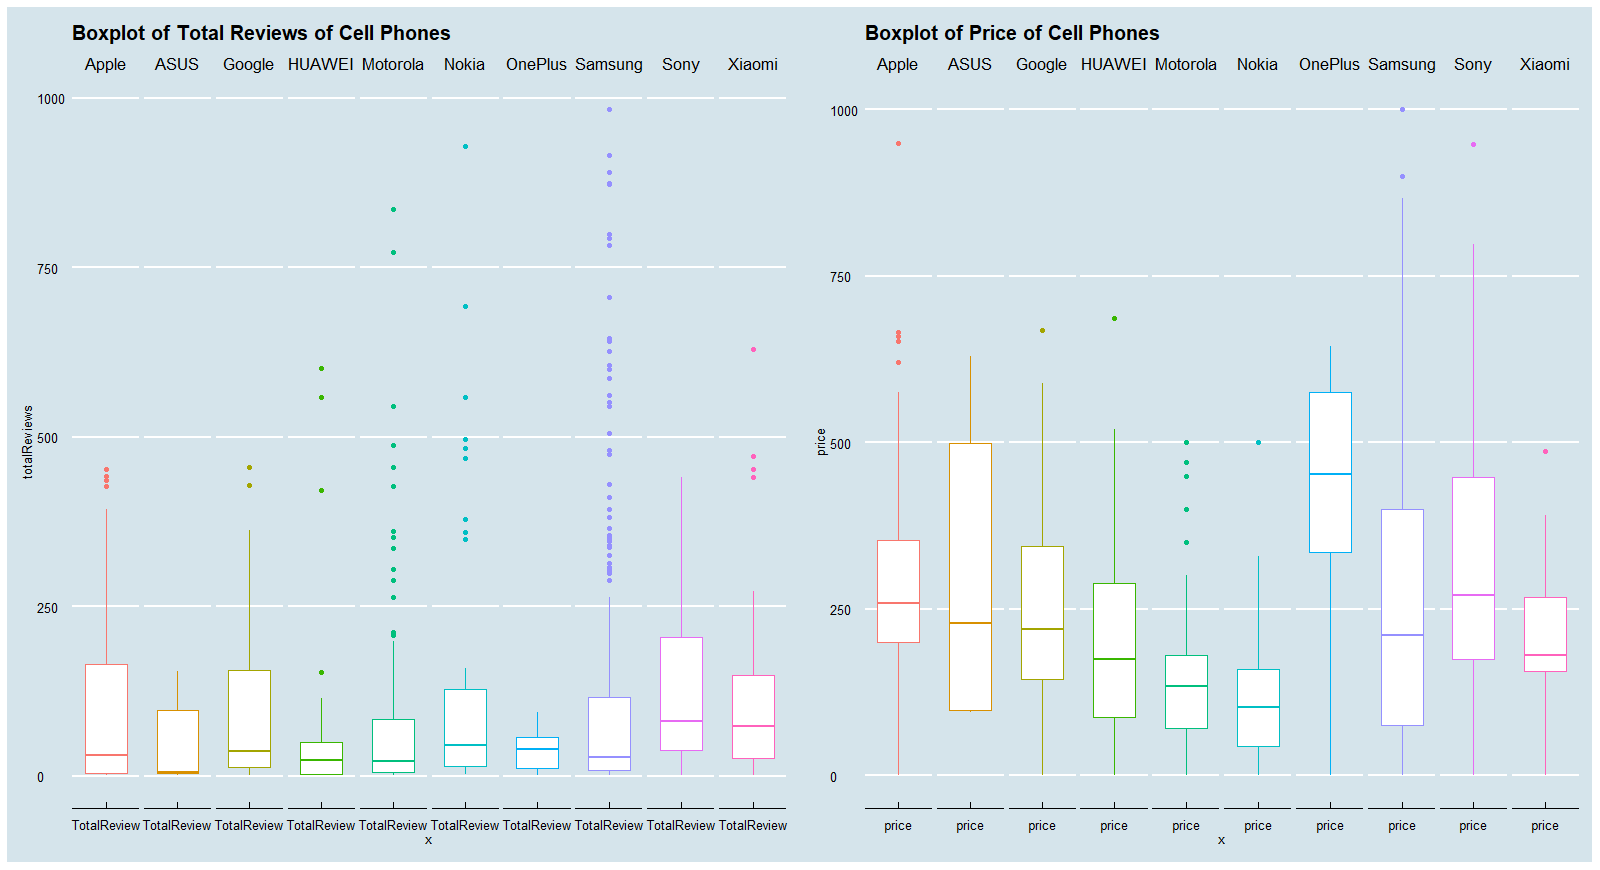 Boxplot of Total Reviews of Cell Phones
Apple ASUS Google HUAWEI Motorola Nokia OnePlus Samsung Sony Xiaomi
1000
750
500
250
0
totalReviews
TotalReview TotalReview TotalReview TotalReview TotalReview TotalReview TotalReview TotalReview TotalReview TotalReview
x
Boxplot of Price of Cell Phones
Apple ASUS Google HUAWEI Motorola Nokia OnePlus Samsung Sony Xiaomi
1000
750
500
250
0
price
price price price price price price price price price price
x